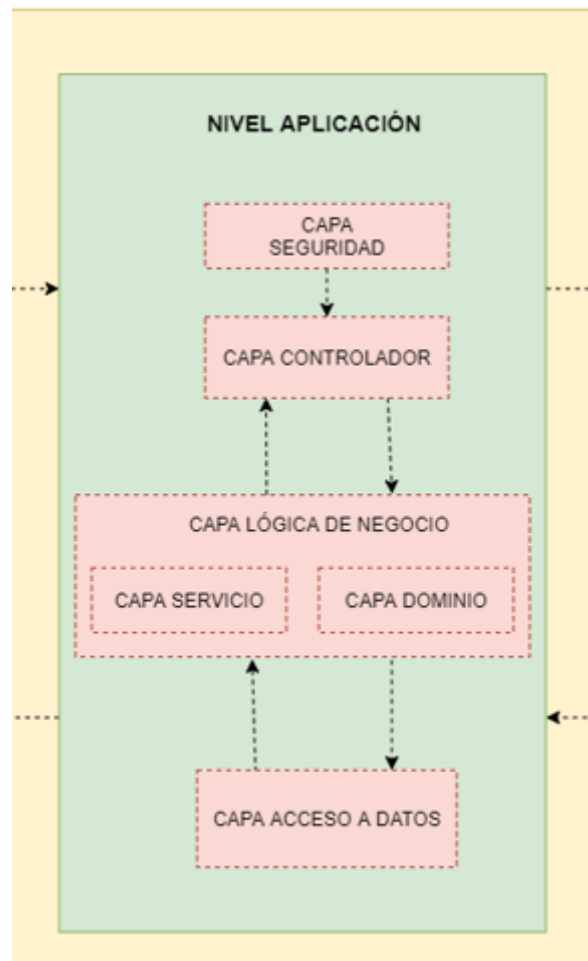 NIVEL APLICACIÓN
CAPA
SEGURIDAD
CAPA CONTROLADOR
CAPA LÓGICA DE NEGOCIO
CAPA SERVICIO
CAPA DOMINIO
CAPA ACCESO A DATOS